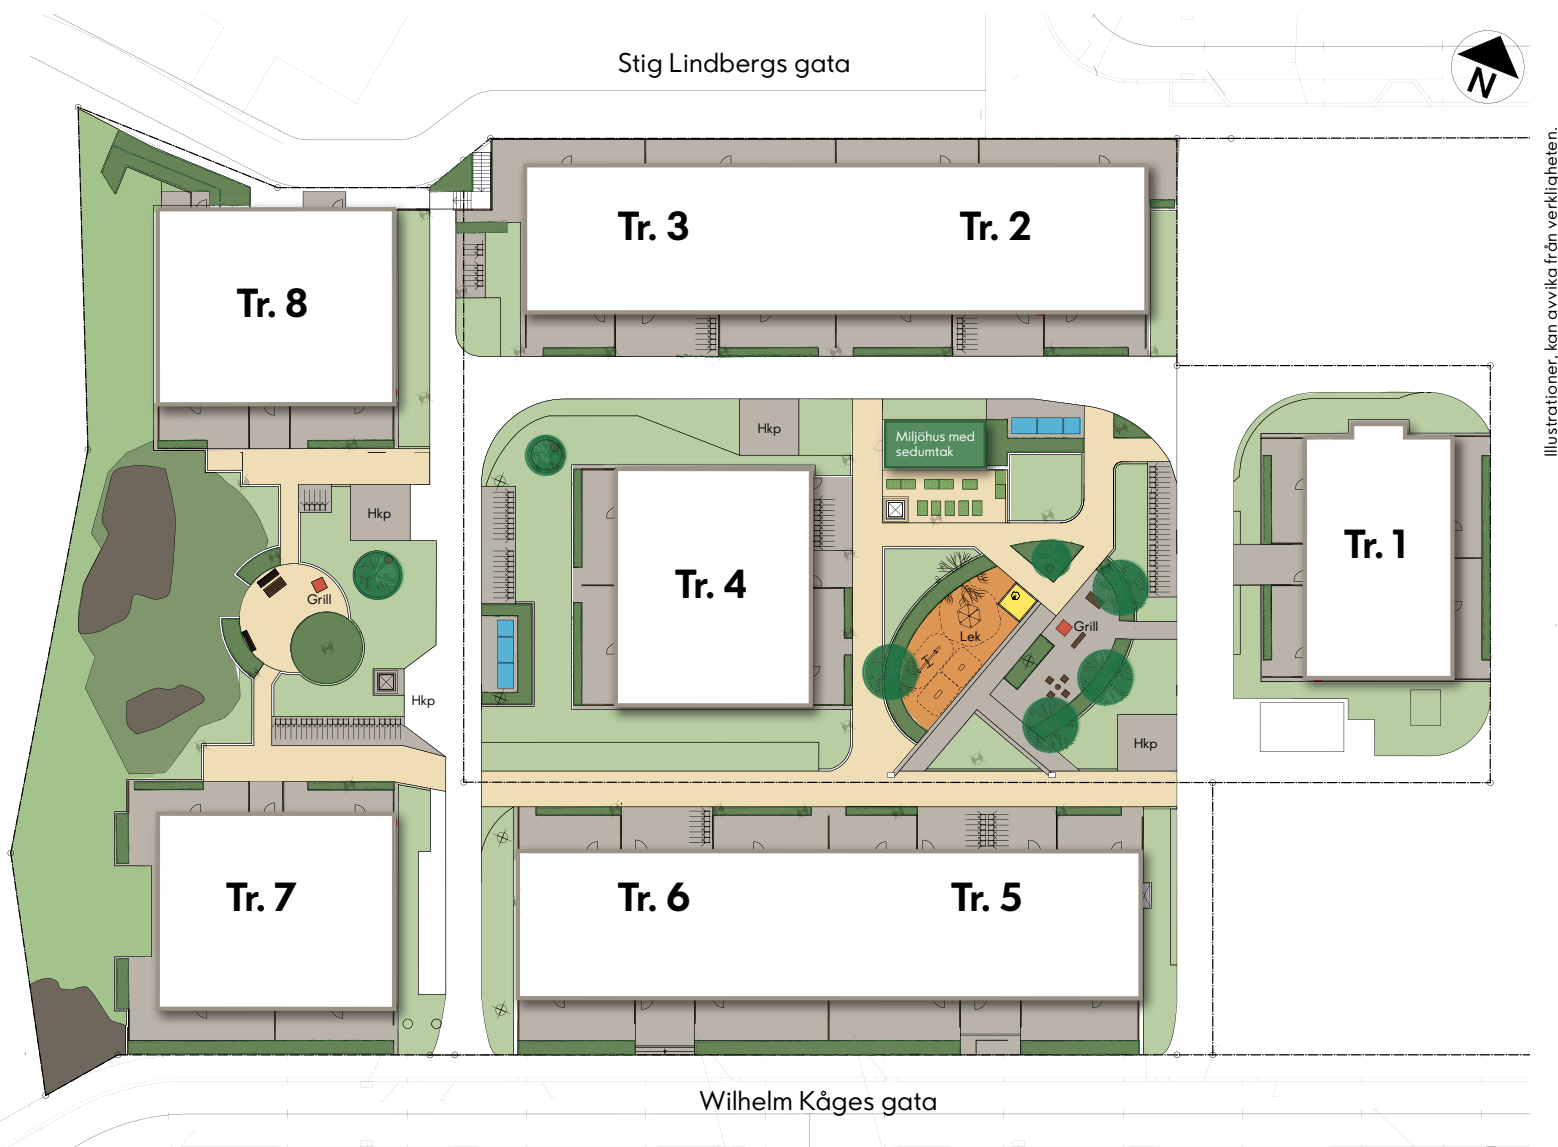 Stig Lindbergs gata
N
Illustrationer, kan avvika från verkligheten.
Tr. 3
Tr. 2
Tr. 8
Hkp
Miljöhus med
sedumtak
Hkp
Tr. 1
Tr. 4
Grill
Lek
Grill
Hkp
Hkp
Tr. 7
Tr. 6
Tr. 5
Wilhelm Kåges gata